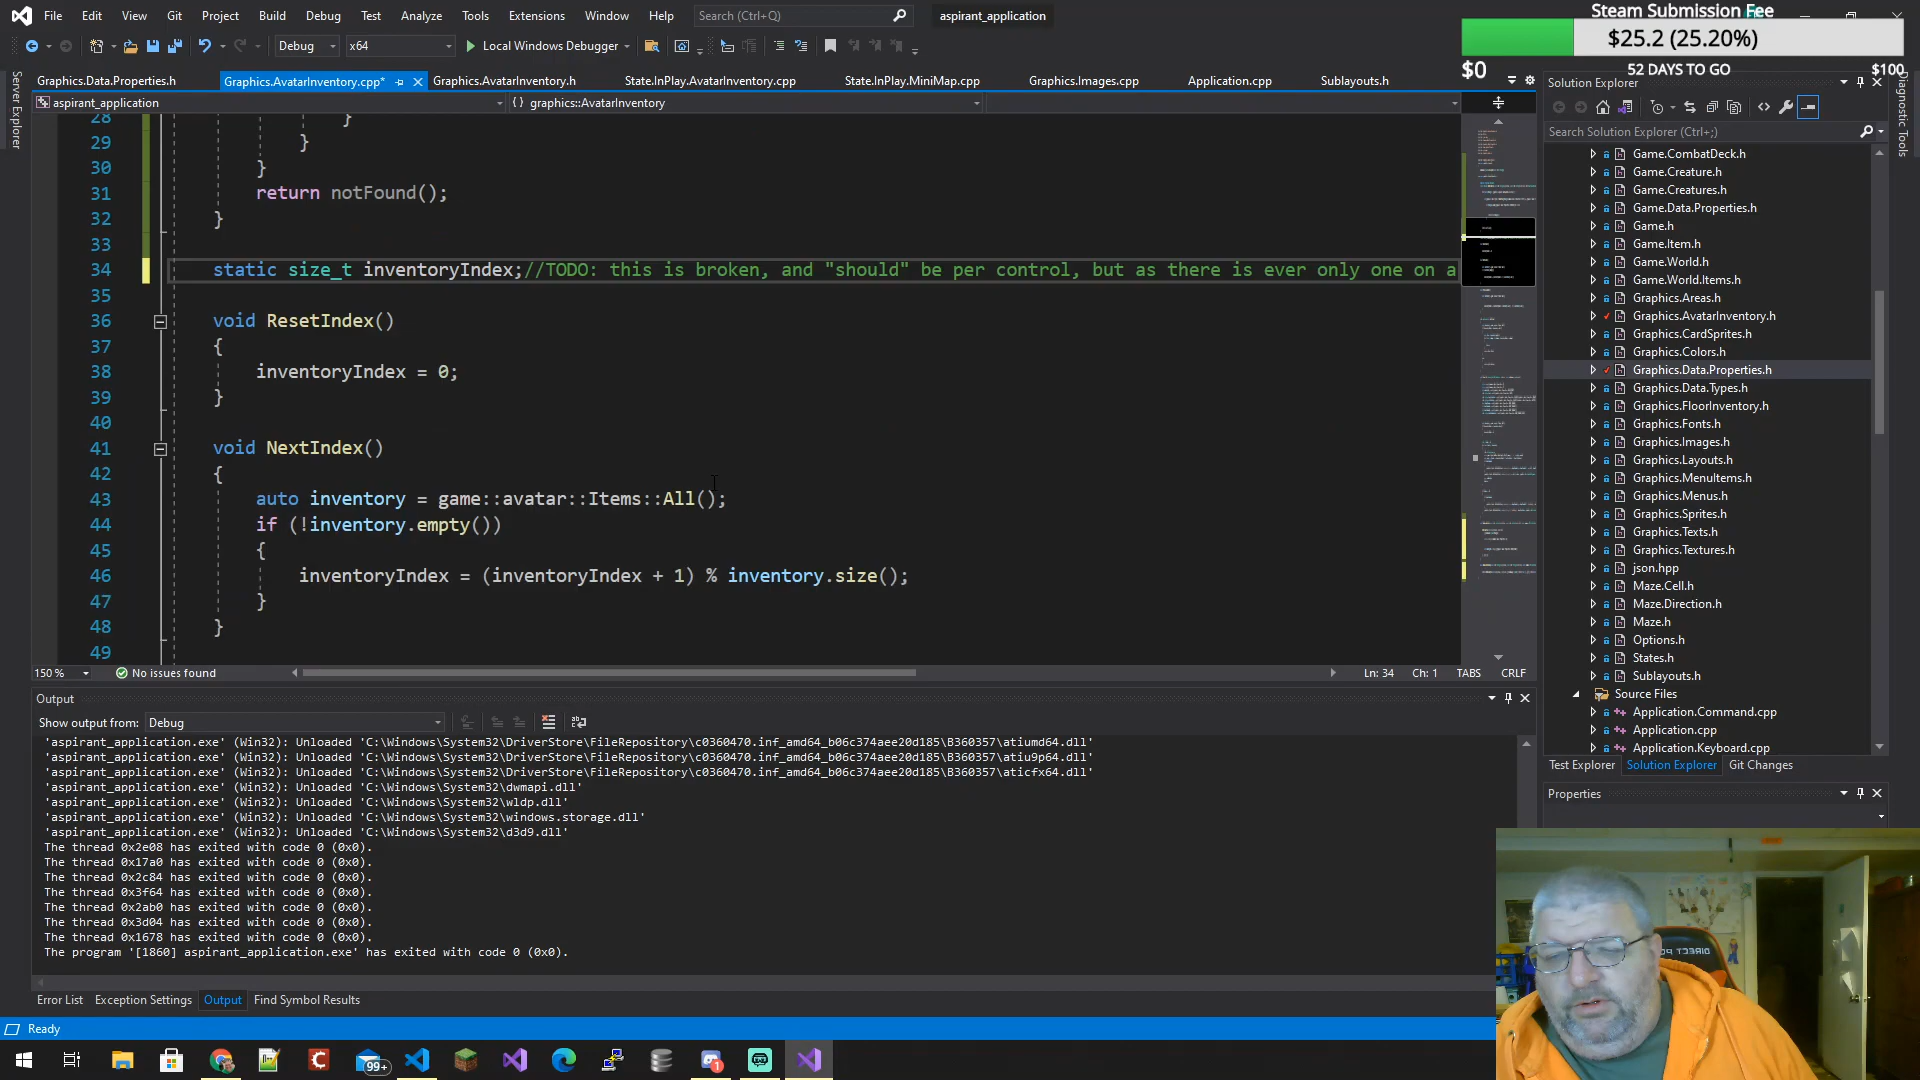 File Edit View Git Project Build Debug Test Analyze Tools Extensions Window Help Search (Ctrl+Q) aspirant_application
Steam Submission Fee
$25.2 (25.20%)
$0 52 DAYS TO GO $100
Debug x64 Local Windows Debugger
Server Explorer
Diagnostic Tools
Graphics.Data.Properties.h Graphics.AvatarInventory.cpp* Graphics.AvatarInventory.h State.InPlay.AvatarInventory.cpp State.InPlay.MiniMap.cpp Graphics.Images.cpp Application.cpp Sublayouts.h
aspirant_application {} graphics::AvatarInventory
28 }
29 }
30 }
31 return notFound();
32 }
33
34 static size_t inventoryIndex;//TODO: this is broken, and "should" be per control, but as there is ever only one on a
35
36 void ResetIndex()
37 {
38 inventoryIndex = 0;
39 }
40
41 void NextIndex()
42 {
43 auto inventory = game::avatar::Items::All();
44 if (!inventory.empty())
45 {
46 inventoryIndex = (inventoryIndex + 1) % inventory.size();
47 }
48 }
49
150 % No issues found Ln: 34 Ch: 1 TABS CRLF
Output
Show output from: Debug
'aspirant_application.exe' (Win32): Unloaded 'C:\Windows\System32\DriverStore\FileRepository\c0360470.inf_amd64_b06c374aee20d185\B360357\atiumd64.dll'
'aspirant_application.exe' (Win32): Unloaded 'C:\Windows\System32\DriverStore\FileRepository\c0360470.inf_amd64_b06c374aee20d185\B360357\atiu9p64.dll'
'aspirant_application.exe' (Win32): Unloaded 'C:\Windows\System32\DriverStore\FileRepository\c0360470.inf_amd64_b06c374aee20d185\B360357\aticfx64.dll'
'aspirant_application.exe' (Win32): Unloaded 'C:\Windows\System32\dwmapi.dll'
'aspirant_application.exe' (Win32): Unloaded 'C:\Windows\System32\wldp.dll'
'aspirant_application.exe' (Win32): Unloaded 'C:\Windows\System32\windows.storage.dll'
'aspirant_application.exe' (Win32): Unloaded 'C:\Windows\System32\d3d9.dll'
The thread 0x2e08 has exited with code 0 (0x0).
The thread 0x17a0 has exited with code 0 (0x0).
The thread 0x2c84 has exited with code 0 (0x0).
The thread 0x3f64 has exited with code 0 (0x0).
The thread 0x2ab0 has exited with code 0 (0x0).
The thread 0x3d04 has exited with code 0 (0x0).
The thread 0x1678 has exited with code 0 (0x0).
The program '[1860] aspirant_application.exe' has exited with code 0 (0x0).
Error List Exception Settings Output Find Symbol Results
Ready
99+
1
Solution Explorer
Search Solution Explorer (Ctrl+;)
Game.CombatDeck.h
Game.Creature.h
Game.Creatures.h
Game.Data.Properties.h
Game.h
Game.Item.h
Game.World.h
Game.World.Items.h
Graphics.Areas.h
Graphics.AvatarInventory.h
Graphics.CardSprites.h
Graphics.Colors.h
Graphics.Data.Properties.h
Graphics.Data.Types.h
Graphics.FloorInventory.h
Graphics.Fonts.h
Graphics.Images.h
Graphics.Layouts.h
Graphics.MenuItems.h
Graphics.Menus.h
Graphics.Sprites.h
Graphics.Texts.h
Graphics.Textures.h
json.hpp
Maze.Cell.h
Maze.Direction.h
Maze.h
Options.h
States.h
Sublayouts.h
Source Files
Application.Command.cpp
Application.cpp
Application.Keyboard.cpp
Test Explorer Solution Explorer Git Changes
Properties